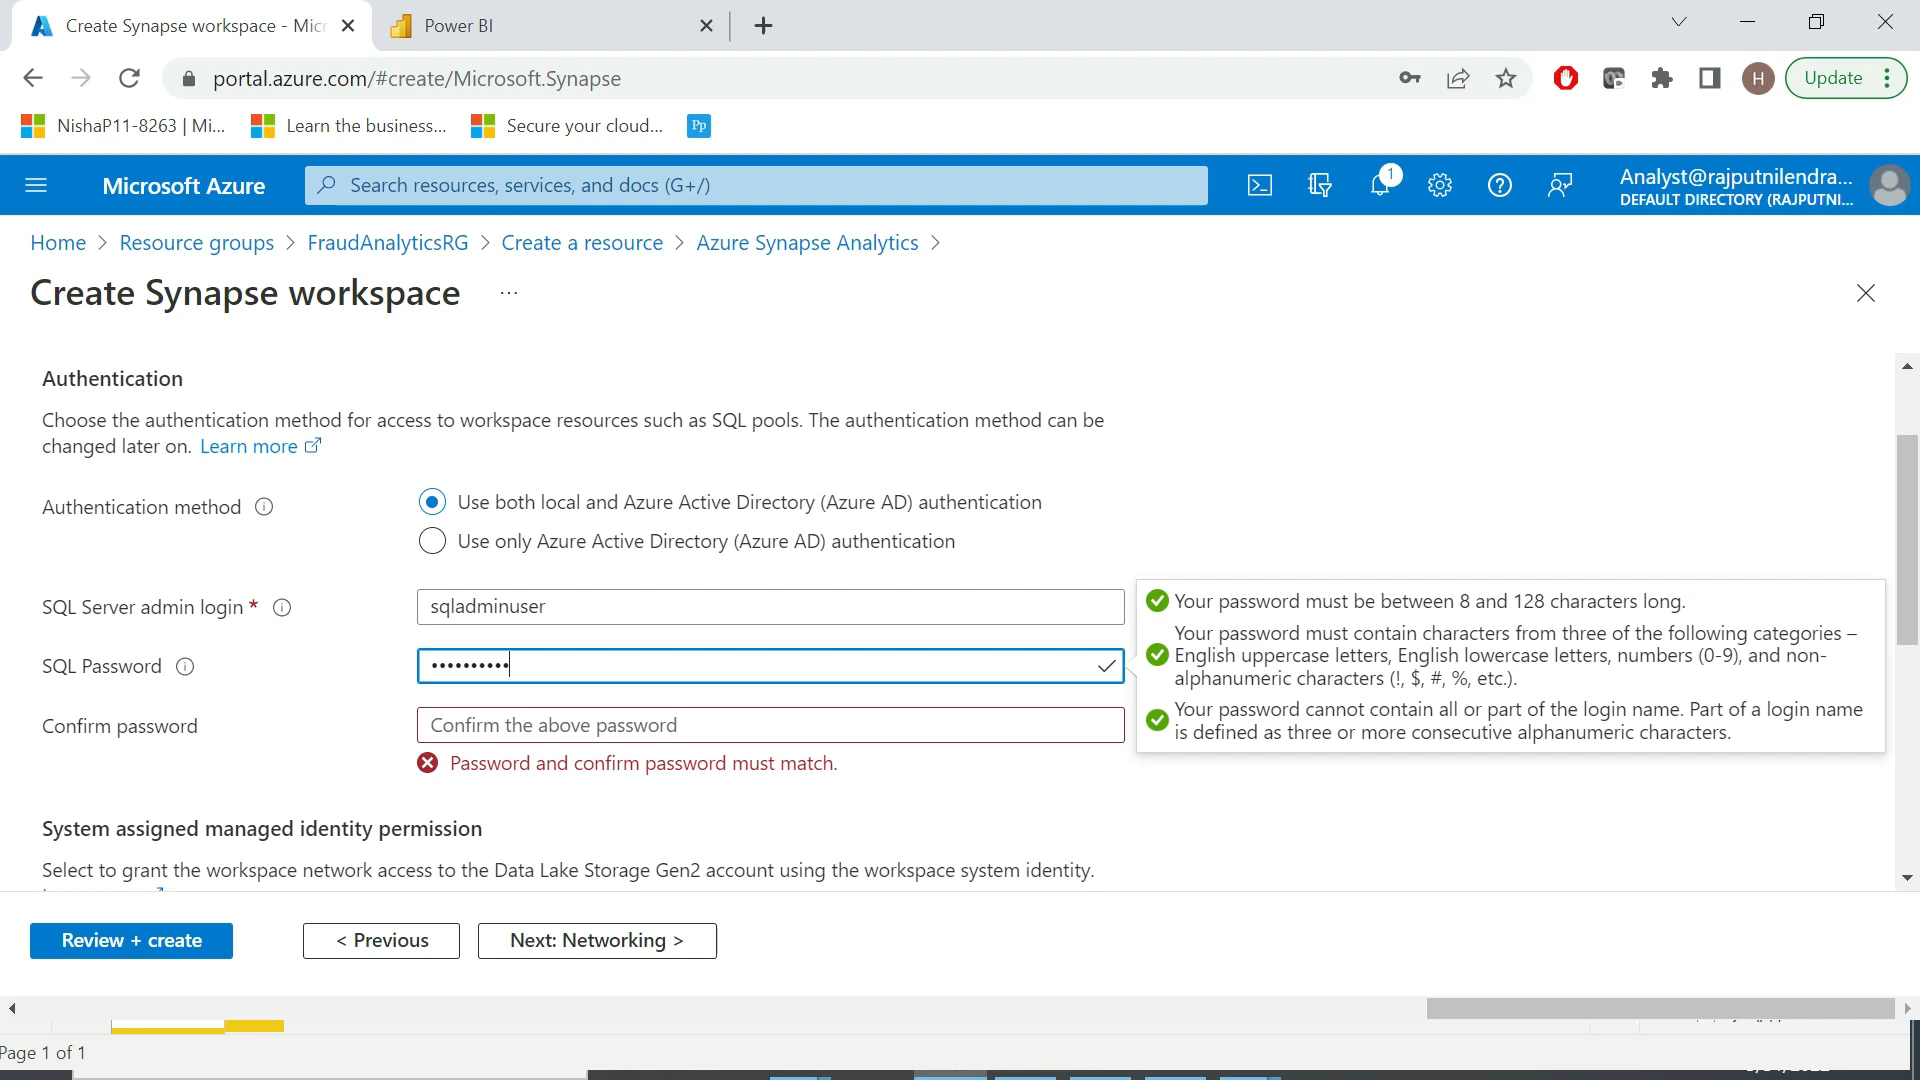 Create Synapse workspace - Micr
Power BI
portal.azure.com/#create/Microsoft.Synapse
H
Update
NishaP11-8263 | Mi...
Learn the business...
Secure your cloud...
Pp
Microsoft Azure
Search resources, services, and docs (G+/)
1
Analyst@rajputnilendra...
DEFAULT DIRECTORY (RAJPUTNI...
Home > Resource groups > FraudAnalyticsRG > Create a resource > Azure Synapse Analytics >
Create Synapse workspace ...
Authentication
Choose the authentication method for access to workspace resources such as SQL pools. The authentication method can be
changed later on. Learn more
Authentication method
Use both local and Azure Active Directory (Azure AD) authentication
Use only Azure Active Directory (Azure AD) authentication
SQL Server admin login *
sqladminuser
SQL Password
••••••••••
Your password must be between 8 and 128 characters long.
Your password must contain characters from three of the following categories –
English uppercase letters, English lowercase letters, numbers (0-9), and non-
alphanumeric characters (!, $, #, %, etc.).
Your password cannot contain all or part of the login name. Part of a login name
is defined as three or more consecutive alphanumeric characters.
Confirm password
Confirm the above password
Password and confirm password must match.
System assigned managed identity permission
Select to grant the workspace network access to the Data Lake Storage Gen2 account using the workspace system identity.
Review + create
< Previous
Next: Networking >
Page 1 of 1